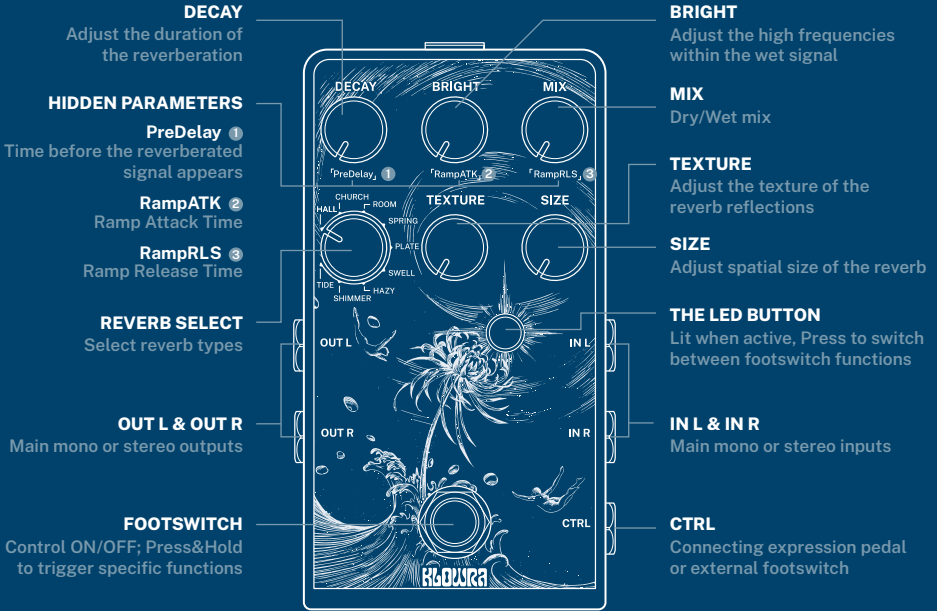 DECAY
Adjust the duration of
the reverberation
HIDDEN PARAMETERS
PreDelay 1
Time before the reverberated
signal appears
RampATK 2
Ramp Attack Time
RampRLS 3
Ramp Release Time
REVERB SELECT
Select reverb types
OUT L & OUT R
Main mono or stereo outputs
FOOTSWITCH
Control ON/OFF; Press&Hold
to trigger specific functions
DECAY
BRIGHT
MIX
「PreDelay」 1
「RampATK」 2
「RampRLS」 3
HALL
CHURCH
ROOM
SPRING
PLATE
SWELL
HAZY
SHIMMER
TIDE
TEXTURE
SIZE
OUT L
IN L
OUT R
IN R
CTRL
KLOWRA
BRIGHT
Adjust the high frequencies
within the wet signal
MIX
Dry/Wet mix
TEXTURE
Adjust the texture of the
reverb reflections
SIZE
Adjust spatial size of the reverb
THE LED BUTTON
Lit when active, Press to switch
between footswitch functions
IN L & IN R
Main mono or stereo inputs
CTRL
Connecting expression pedal
or external footswitch